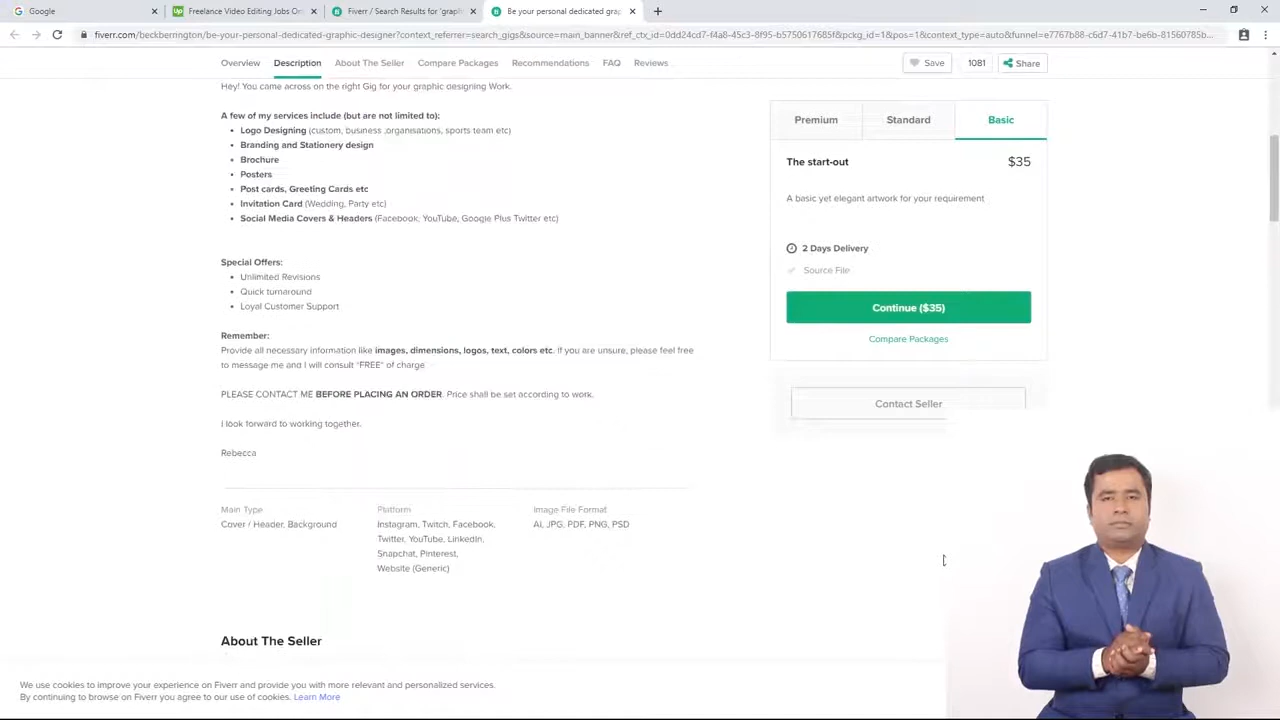 Google
Freelance Video Editing Jobs On
Fiverr / Search Results for 'graph
Be your personal dedicated grap
fiverr.com/beckberrington/be-your-personal-dedicated-graphic-designer?context_referrer=search_gigs&source=main_banner&ref_ctx_id=0dd24cd7-f4a8-45c3-8f95-b5750617685f&pckg_id=1&pos=1&context_type=auto&funnel=e7767b88-c6d7-41b7-be6b-81560785b...
Overview
Description
About The Seller
Compare Packages
Recommendations
FAQ
Reviews
Save
1081
Share
Hey! You came across on the right Gig for your graphic designing Work.
A few of my services include (but are not limited to):
Logo Designing (custom, business ,organisations, sports team etc)
Branding and Stationery design
Brochure
Posters
Post cards, Greeting Cards etc
Invitation Card (Wedding, Party etc)
Social Media Covers & Headers (Facebook, YouTube, Google Plus Twitter etc)
Special Offers:
Unlimited Revisions
Quick turnaround
Loyal Customer Support
Remember:
Provide all necessary information like images, dimensions, logos, text, colors etc. If you are unsure, please feel free
to message me and I will consult "FREE" of charge
PLEASE CONTACT ME BEFORE PLACING AN ORDER. Price shall be set according to work.
I look forward to working together.
Rebecca
Main Type
Cover / Header, Background
Platform
Instagram, Twitch, Facebook,
Twitter, YouTube, LinkedIn,
Snapchat, Pinterest,
Website (Generic)
Image File Format
Ai, JPG, PDF, PNG, PSD
About The Seller
Premium
Standard
Basic
The start-out
$35
A basic yet elegant artwork for your requirement
2 Days Delivery
Source File
Continue ($35)
Compare Packages
Contact Seller
We use cookies to improve your experience on Fiverr and provide you with more relevant and personalized services.
By continuing to browse on Fiverr you agree to our use of cookies. Learn More